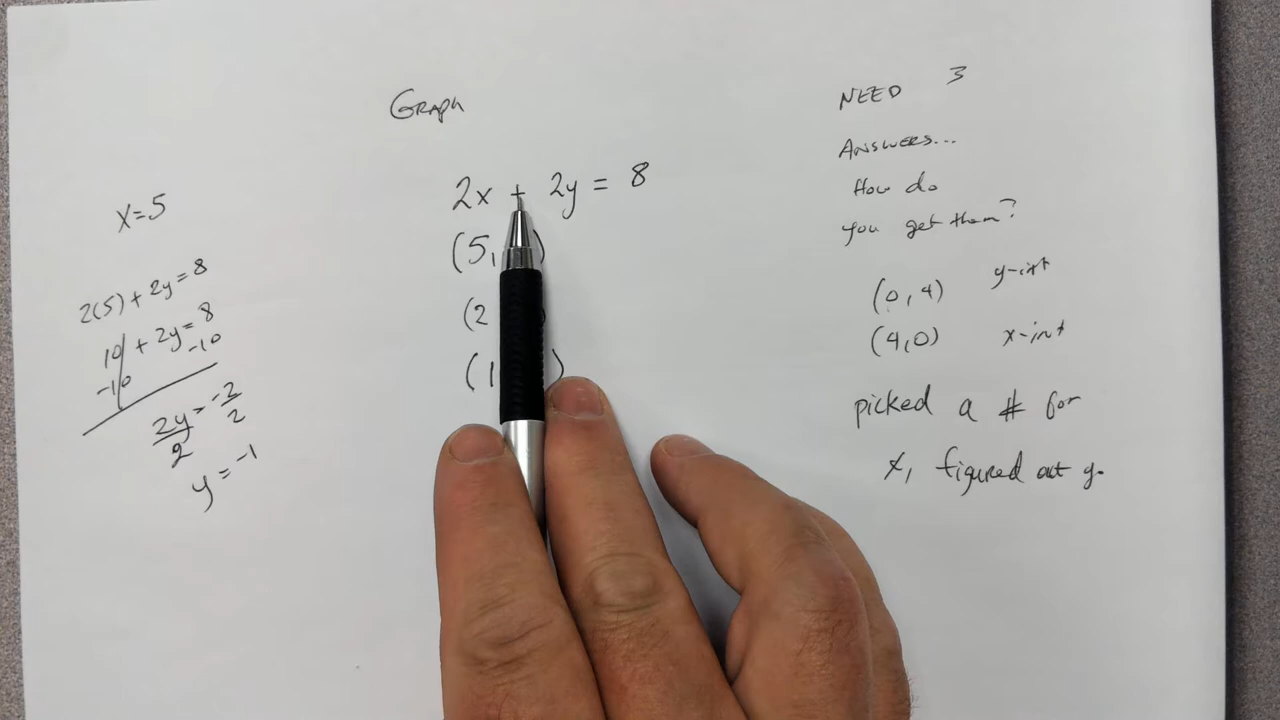 x=5
2(5) + 2y = 8
10 + 2y = 8
-10 -10
2y = -2
2 2
y = -1
Graph
2x + 2y = 8
(5, )
(2
(1 )
NEED 3
ANSWERS...
How do
you get them?
(0,4) y-int
(4,0) x-int
picked a # for
x, figured out y.